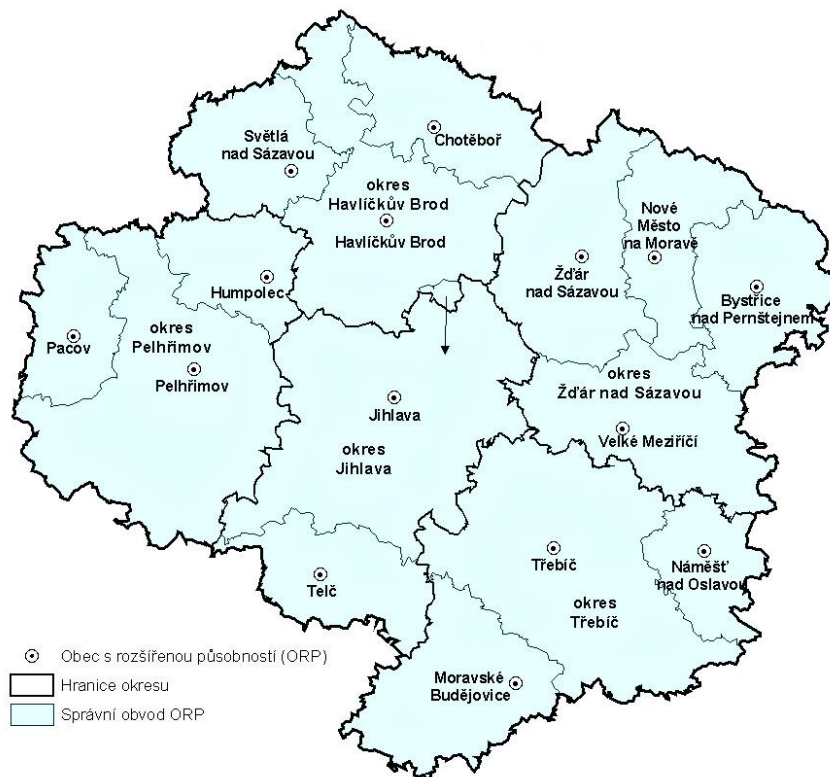 Světlá
nad Sázavou
Chotěboř
okres
Havlíčkův Brod
Havlíčkův Brod
Nové
Město
na Moravě
Žďár
nad Sázavou
Bystřice
nad Pernštejnem
Humpolec
okres
Pelhřimov
Pacov
Pelhřimov
okres
Žďár nad Sázavou
Jihlava
Velké Meziříčí
okres
Jihlava
Třebíč
Náměšť
nad Oslavou
Telč
okres
Třebíč
Moravské
Budějovice
Obec s rozšířenou působností (ORP)
Hranice okresu
Správní obvod ORP